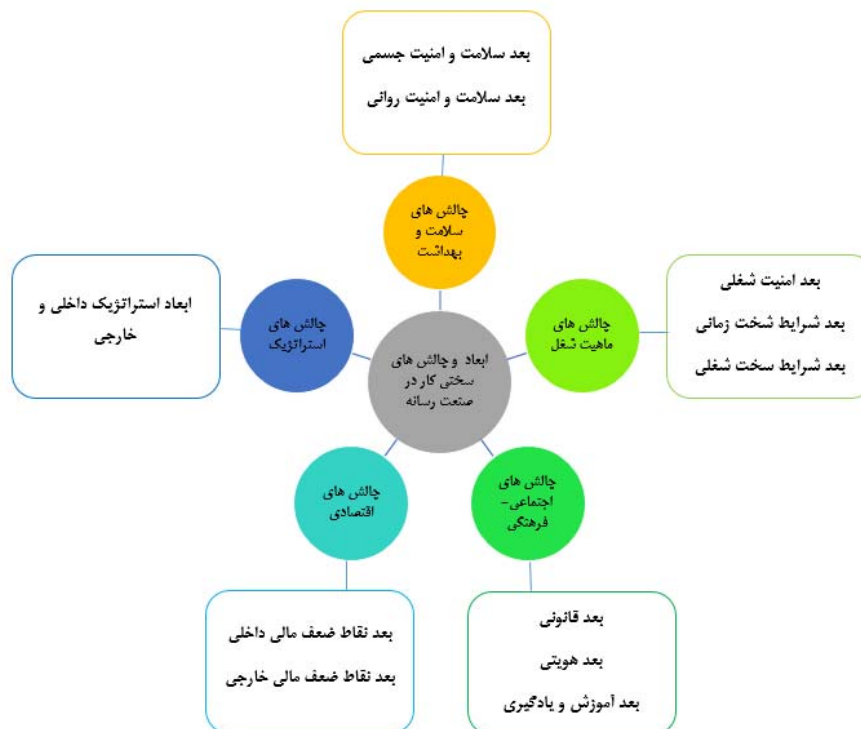 بعد سلامت و امنیت جسمی
بعد سلامت و امنیت روانی
چالش های
سلامت و
بهداشت
ابعاد استراتژیک داخلی و
خارجی
چالش های
استراتژیک
چالش های
ماهیت شغل
بعد امنیت شغلی
بعد شرایط شخت زمانی
بعد شرایط سخت شغلی
ابعاد و چالش های
سختی کار در
صنعت رسانه
چالش های
اقتصادی
چالش های
اجتماعی-
فرهنگی
بعد نقاط ضعف مالی داخلی
بعد نقاط ضعف مالی خارجی
بعد قانونی
بعد هویتی
بعد آموزش و یادگیری